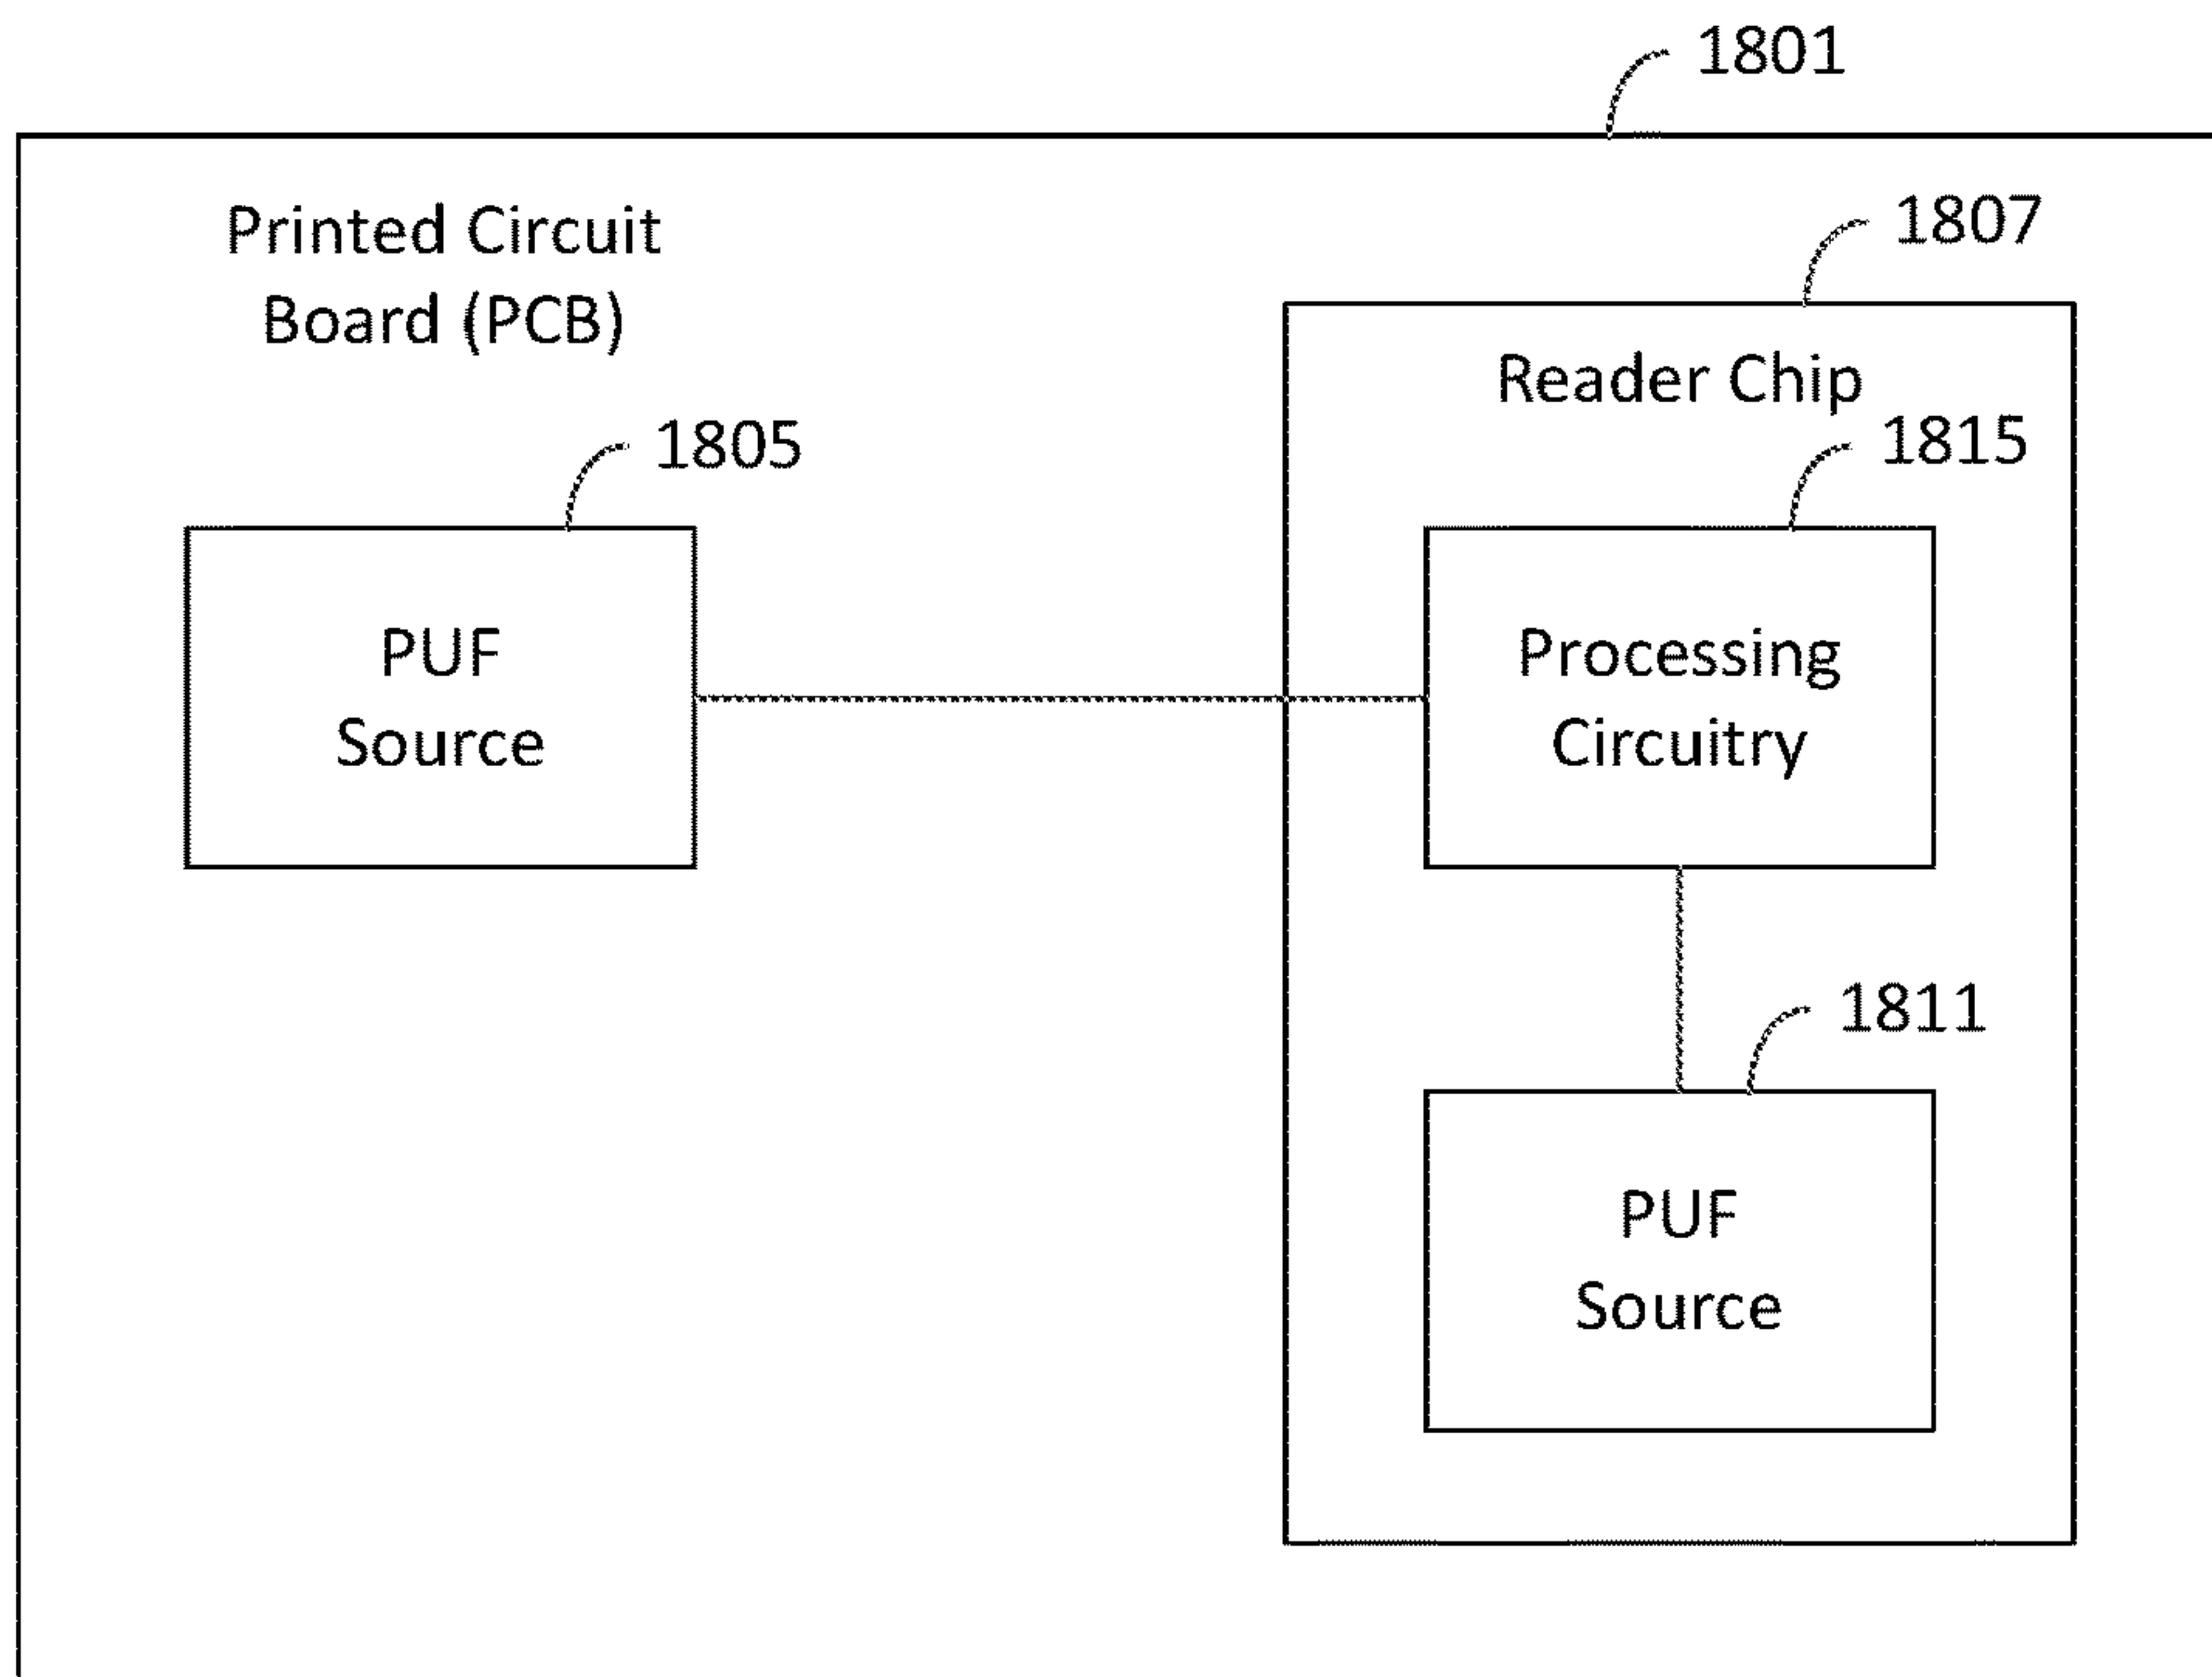 1801
Printed Circuit
Board (PCB)
1807
Reader Chip
1805
1815
PUF
Source
Processing
Circuitry
1811
PUF
Source